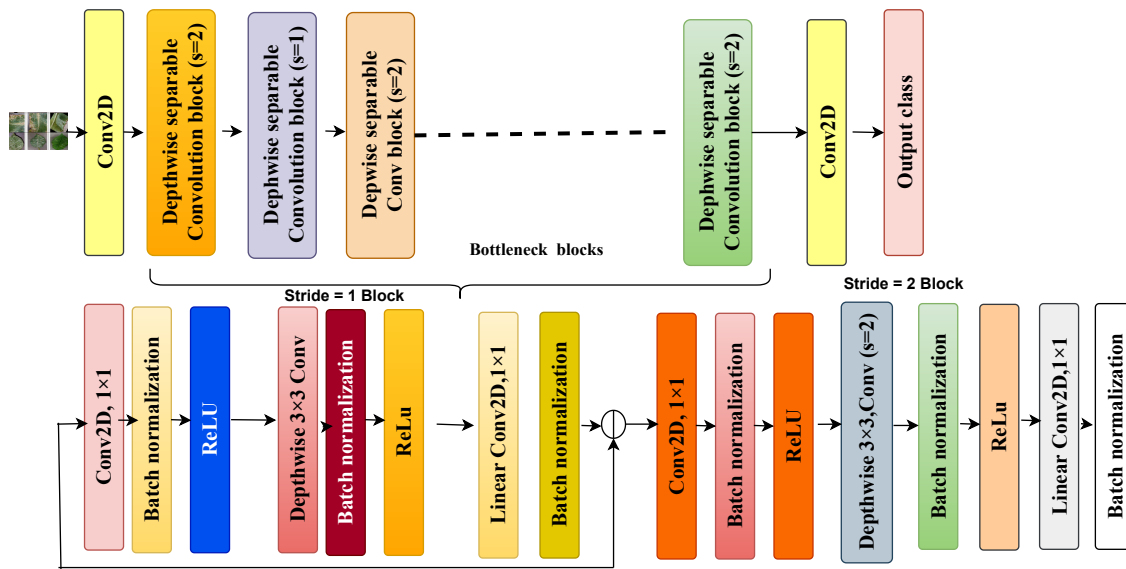 Conv2D
Depthwise separable
Convolution block (s=2)
Dephwise separable
Convolution block (s=1)
Depwise separable
Conv block (s=2)
Dephwise separable
Convolution block (s=2)
Conv2D
Output class
Bottleneck blocks
Stride = 1 Block
Stride = 2 Block
Conv2D, 1×1
Batch normalization
ReLU
Depthwise 3×3 Conv
Batch normalization
ReLu
Linear Conv2D,1×1
Batch normalization
Conv2D, 1×1
Batch normalization
ReLU
Depthwise 3×3,Conv (s=2)
Batch normalization
ReLu
Linear Conv2D,1×1
Batch normalization